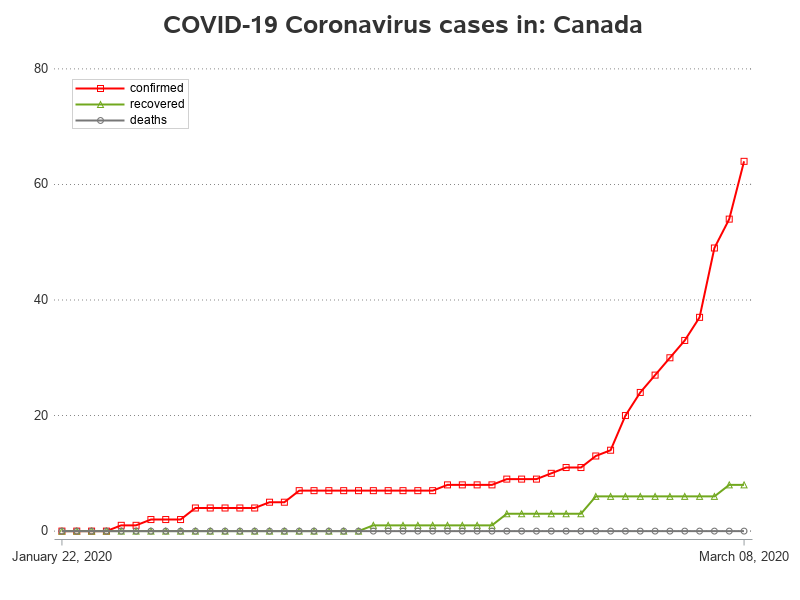 COVID-19 Coronavirus cases in: Canada
80
confirmed
recovered
deaths
60
40
20
0
January 22, 2020
March 08, 2020